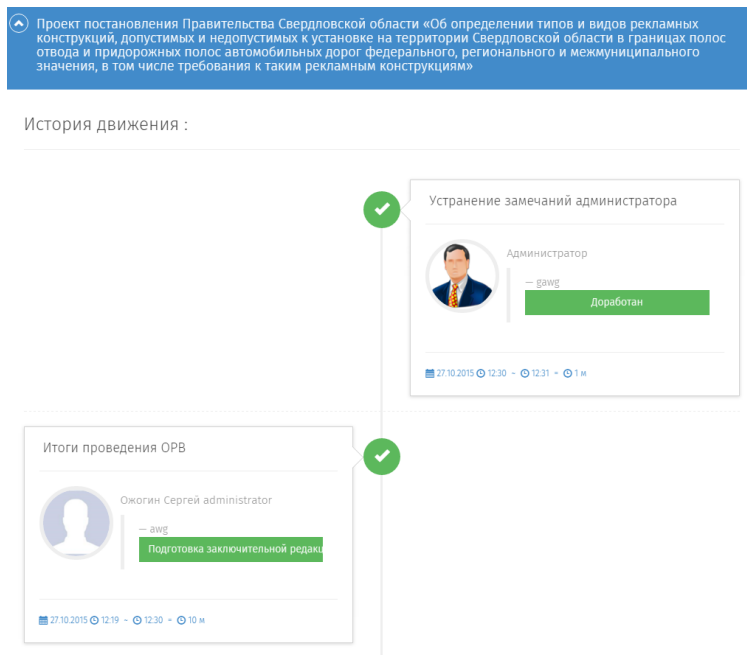 Проект постановления Правительства Свердловской области «Об определении типов и видов рекламных
конструкций, допустимых и недопустимых к установке на территории Свердловской области в границах полос
отвода и придорожных полос автомобильных дорог федерального, регионального и межмуниципального
значения, в том числе требования к таким рекламным конструкциям»
История движения :
Устранение замечаний администратора
Администратор
— gawg
Доработан
27.10.2015 12:30 - 12:31 - 1 м
Итоги проведения ОРВ
Ожогин Сергей administrator
— awg
Подготовка заключительной редакц
27.10.2015 12:19 - 12:30 - 10 м